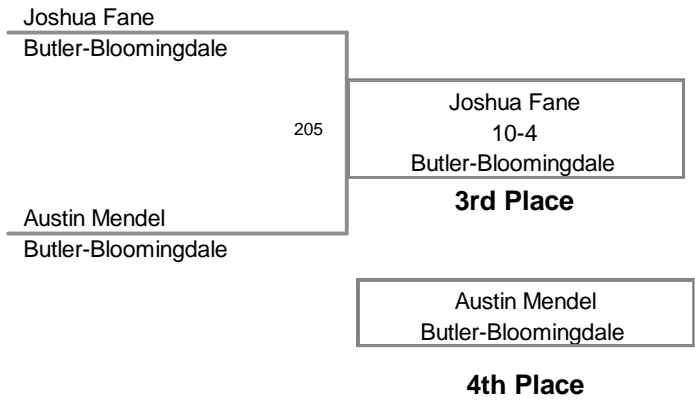 Joshua Fane
Butler-Bloomingdale
205
Joshua Fane
10-4
Butler-Bloomingdale
3rd Place
Austin Mendel
Butler-Bloomingdale
Austin Mendel
Butler-Bloomingdale
4th Place